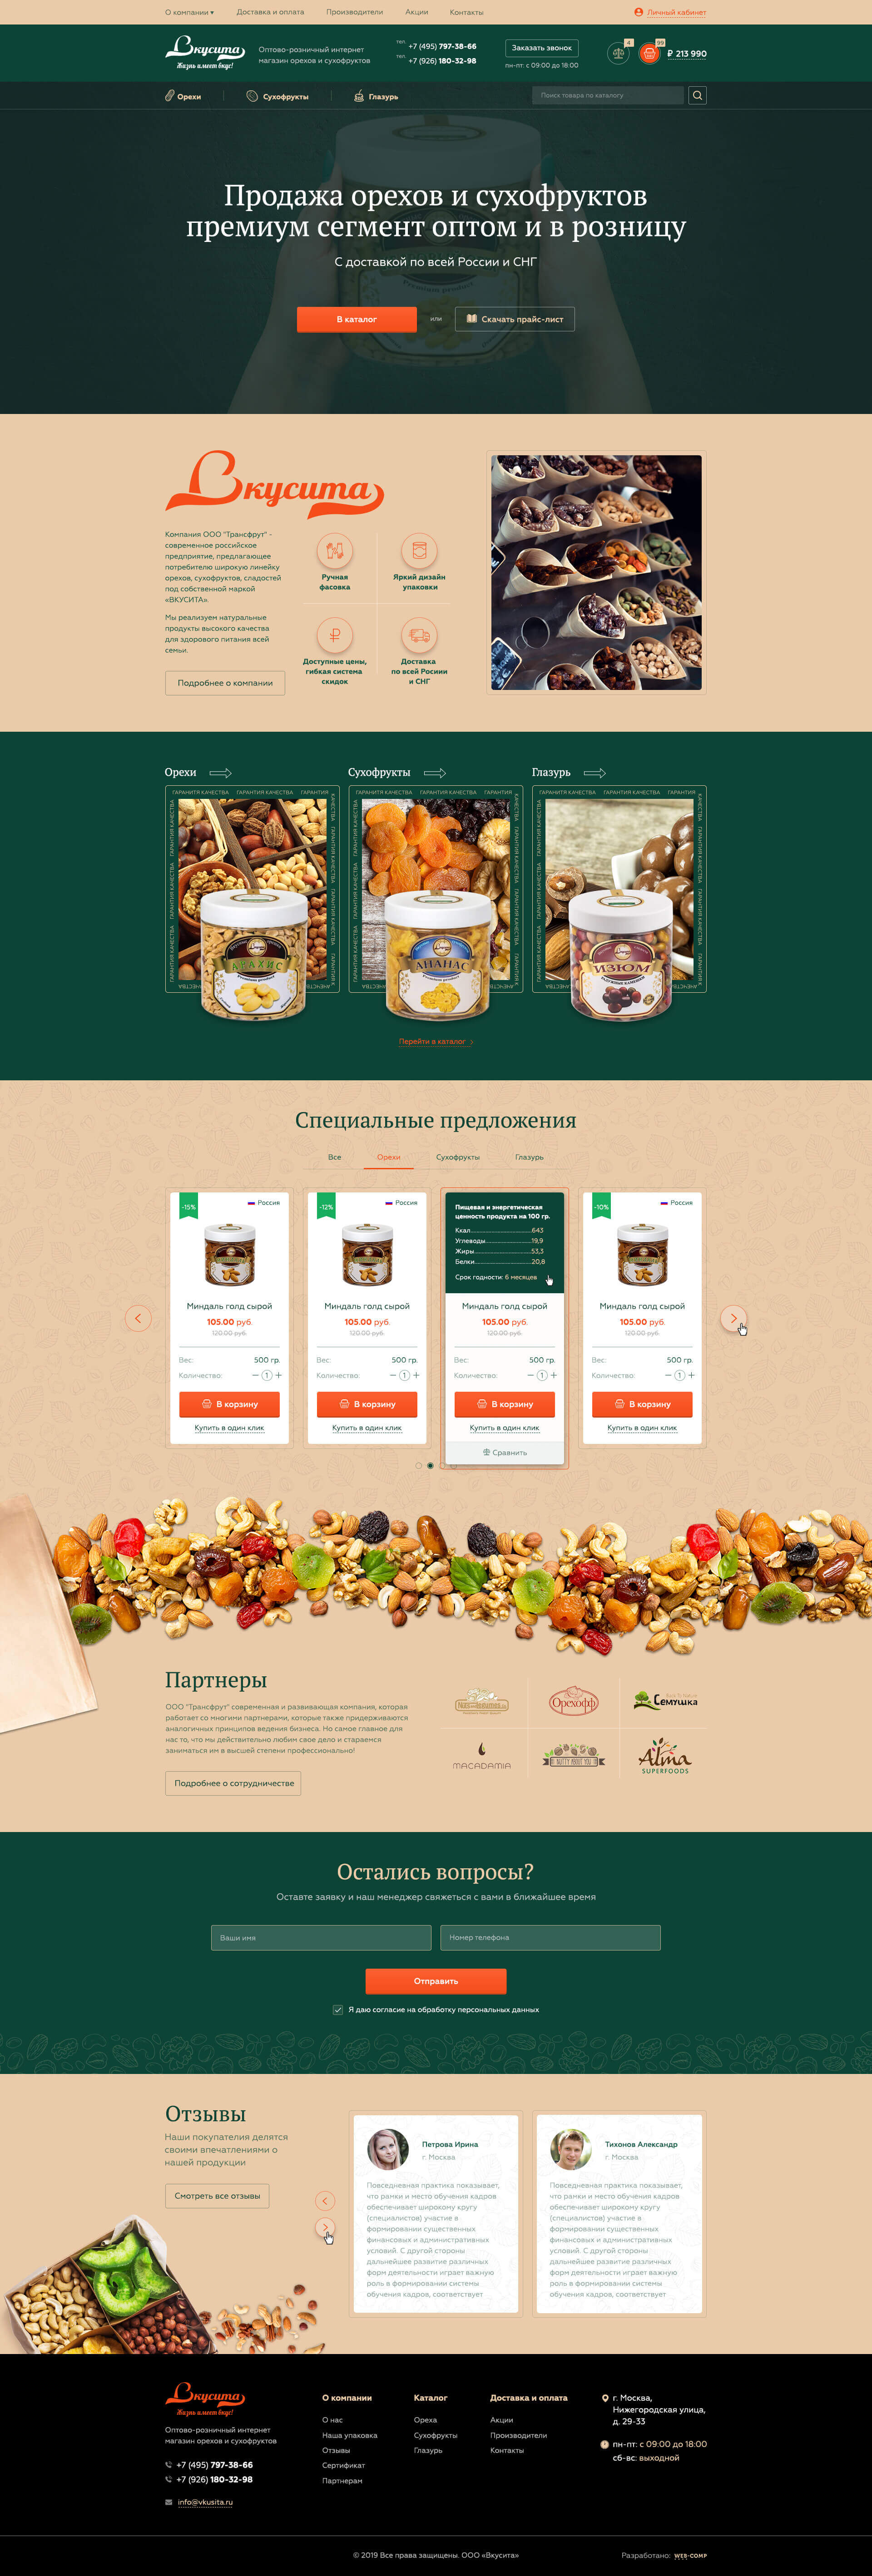 О компании
Доставка и оплата
Производители
Акции
Контакты
Личный кабинет
Вкусита
Жизнь имеет вкус!
Оптово-розничный интернет
магазин орехов и сухофруктов
тел. +7 (495) 797-38-66
тел. +7 (926) 180-32-98
Заказать звонок
пн-пт: с 09:00 до 18:00
4
99
₽ 213 990
Орехи
Сухофрукты
Глазурь
Поиск товара по каталогу
Продажа орехов и сухофруктов
премиум сегмент оптом и в розницу
С доставкой по всей России и СНГ
В каталог
или
Скачать прайс-лист
Вкусита
Компания ООО "Трансфрут" -
современное российское
предприятие, предлагающее
потребителю широкую линейку
орехов, сухофруктов, сладостей
под собственной маркой
«ВКУСИТА».
Мы реализуем натуральные
продукты высокого качества
для здорового питания всей
семьи.
Подробнее о компании
Ручная
фасовка
Яркий дизайн
упаковки
Доступные цены,
гибкая система
скидок
Доставка
по всей Росиии
и СНГ
Орехи
Сухофрукты
Глазурь
ГАРАНИТЯ КАЧЕСТВА ГАРАНТИЯ КАЧЕСТВА ГАРАНТИЯ КАЧЕСТВА
ГАРАНИТЯ КАЧЕСТВА ГАРАНТИЯ КАЧЕСТВА ГАРАНТИЯ КАЧЕСТВА
ГАРАНИТЯ КАЧЕСТВА ГАРАНТИЯ КАЧЕСТВА ГАРАНТИЯ КАЧЕСТВА
АРАХИС
АНАНАС
ИЗЮМ
Перейти в каталог
Специальные предложения
Все
Орехи
Сухофрукты
Глазурь
-15%
Россия
Миндаль голд сырой
105.00 руб.
120.00 руб.
Вес: 500 гр.
Количество: 1
В корзину
Купить в один клик
-12%
Россия
Миндаль голд сырой
105.00 руб.
120.00 руб.
Вес: 500 гр.
Количество: 1
В корзину
Купить в один клик
Пищевая и энергетическая
ценность продукта на 100 гр.
Ккал 643
Углеводы 19,9
Жиры 53,3
Белки 20,8
Срок годности: 6 месяцев
Миндаль голд сырой
105.00 руб.
120.00 руб.
Вес: 500 гр.
Количество: 1
В корзину
Купить в один клик
Сравнить
-10%
Россия
Миндаль голд сырой
105.00 руб.
120.00 руб.
Вес: 500 гр.
Количество: 1
В корзину
Купить в один клик
Партнеры
ООО "Трансфрут" современная и развивающая компания, которая
работает со многими партнерами, которые также придерживаются
аналогичных принципов ведения бизнеса. Но самое главное для
нас то, что мы действительно любим свое дело и стараемся
заниматься им в высшей степени профессионально!
Подробнее о сотрудничестве
Орехофф
Семушка
MACADAMIA
NUTTY ABOUT YOU
Alma
SUPERFOODS
Остались вопросы?
Оставте заявку и наш менеджер свяжеться с вами в ближайшее время
Ваши имя
Номер телефона
Отправить
Я даю согласие на обработку персональных данных
Отзывы
Наши покупатели делятся
своими впечатлениями о
нашей продукции
Смотреть все отзывы
Петрова Ирина
г. Москва
Повседневная практика показывает,
что рамки и место обучения кадров
обеспечивает широкому кругу
(специалистов) участие в
формировании существенных
финансовых и административных
условий. С другой стороны
дальнейшее развитие различных
форм деятельности играет важную
роль в формировании системы
обучения кадров, соответствует
Тихонов Александр
г. Москва
Повседневная практика показывает,
что рамки и место обучения кадров
обеспечивает широкому кругу
(специалистов) участие в
формировании существенных
финансовых и административных
условий. С другой стороны
дальнейшее развитие различных
форм деятельности играет важную
роль в формировании системы
обучения кадров, соответствует
Вкусита
Жизнь имеет вкус!
Оптово-розничный интернет
магазин орехов и сухофруктов
+7 (495) 797-38-66
+7 (926) 180-32-98
info@vkusita.ru
О компании
О нас
Наша упаковка
Отзывы
Сертификат
Партнерам
Каталог
Ореха
Сухофрукты
Глазурь
Доставка и оплата
Акции
Производители
Контакты
г. Москва,
Нижегородская улица,
д. 29-33
пн-пт: с 09:00 до 18:00
сб-вс: выходной
© 2019 Все права защищены. ООО «Вкусита»
Разработано: WEB-COMP